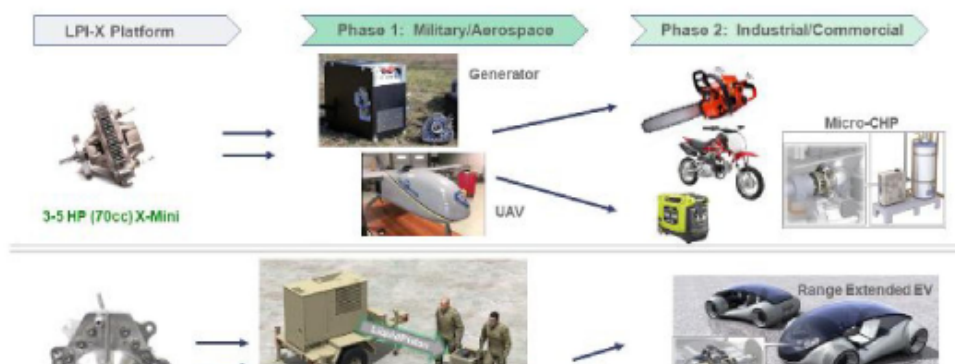 LPI-X Platform
Phase 1: Military/Aerospace
Phase 2: Industrial/Commercial
Generator
Micro-CHP
3-5 HP (70cc) X-Mini
UAV
Range Extended EV
LiquidPiston